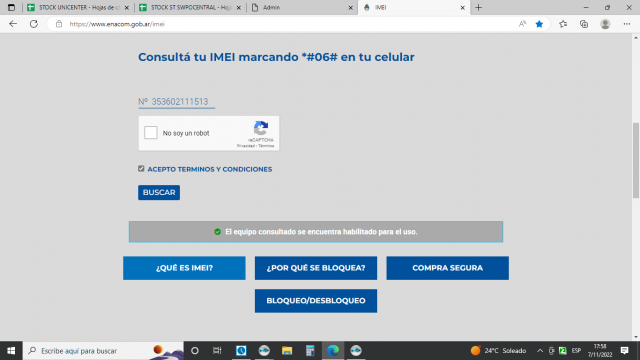 STOCK UNICENTER - Hojas de cá
STOCK ST SWPOCENTRAL - Hoja
Admin
IMEI
https://www.enacom.gob.ar/imei
Consultá tu IMEI marcando *#06# en tu celular
Nº 353602111513
No soy un robot
reCAPTCHA
Privacidad - Términos
ACEPTO TERMINOS Y CONDICIONES
BUSCAR
El equipo consultado se encuentra habilitado para el uso.
¿QUÉ ES IMEI?
¿POR QUÉ SE BLOQUEA?
COMPRA SEGURA
BLOQUEO/DESBLOQUEO
Escribe aquí para buscar
24°C Soleado
ESP
17:58
7/11/2022